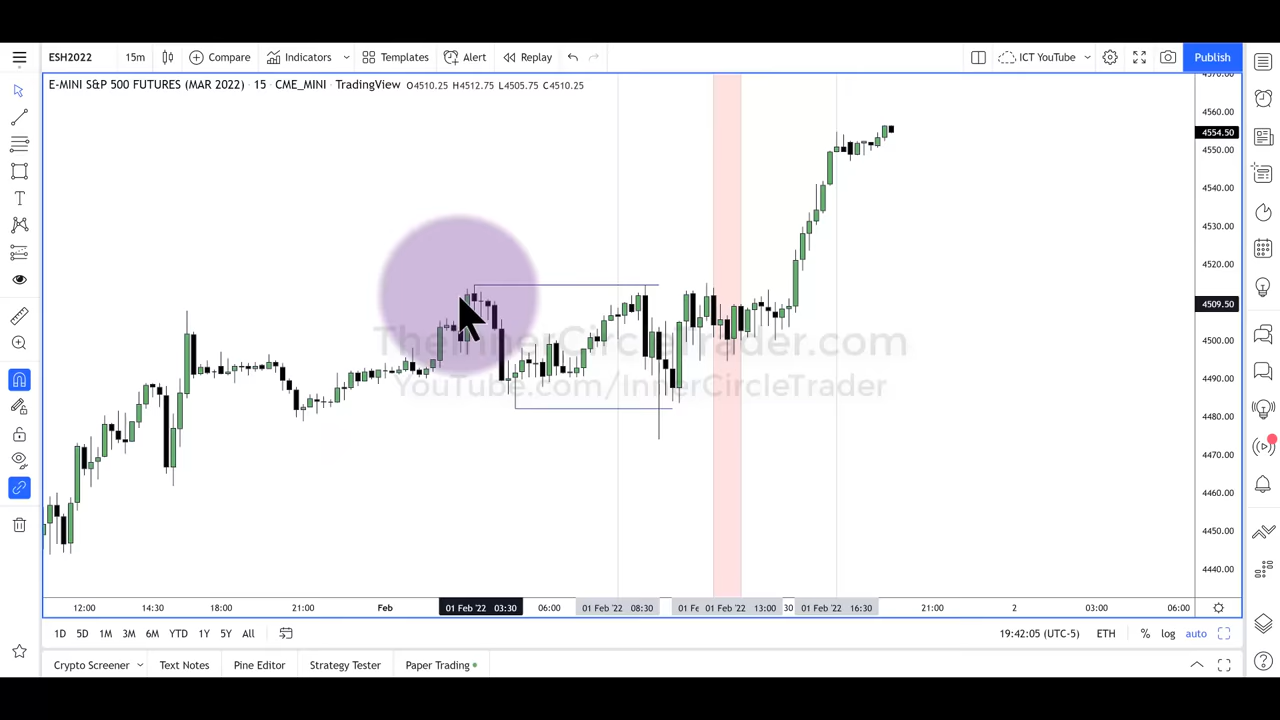 ESH2022 15m Compare Indicators Templates Alert Replay ICT YouTube Publish
E-MINI S&P 500 FUTURES (MAR 2022) · 15 · CME_MINI · TradingView O4510.25 H4512.75 L4505.75 C4510.25
4570.00
4560.00
4554.50
4550.00
4540.00
4530.00
4520.00
4509.50
4500.00
4490.00
4480.00
4470.00
4460.00
4450.00
4440.00
TheInnerCircleTrader.com
YouTube.com/InnerCircleTrader
12:00 14:30 18:00 21:00 Feb 01 Feb '22 03:30 06:00 01 Feb '22 08:30 01 Fe 01 Feb '22 13:00 30 01 Feb '22 16:30 21:00 2 03:00 06:00
1D 5D 1M 3M 6M YTD 1Y 5Y All 19:42:05 (UTC-5) ETH % log auto
Crypto Screener Text Notes Pine Editor Strategy Tester Paper Trading